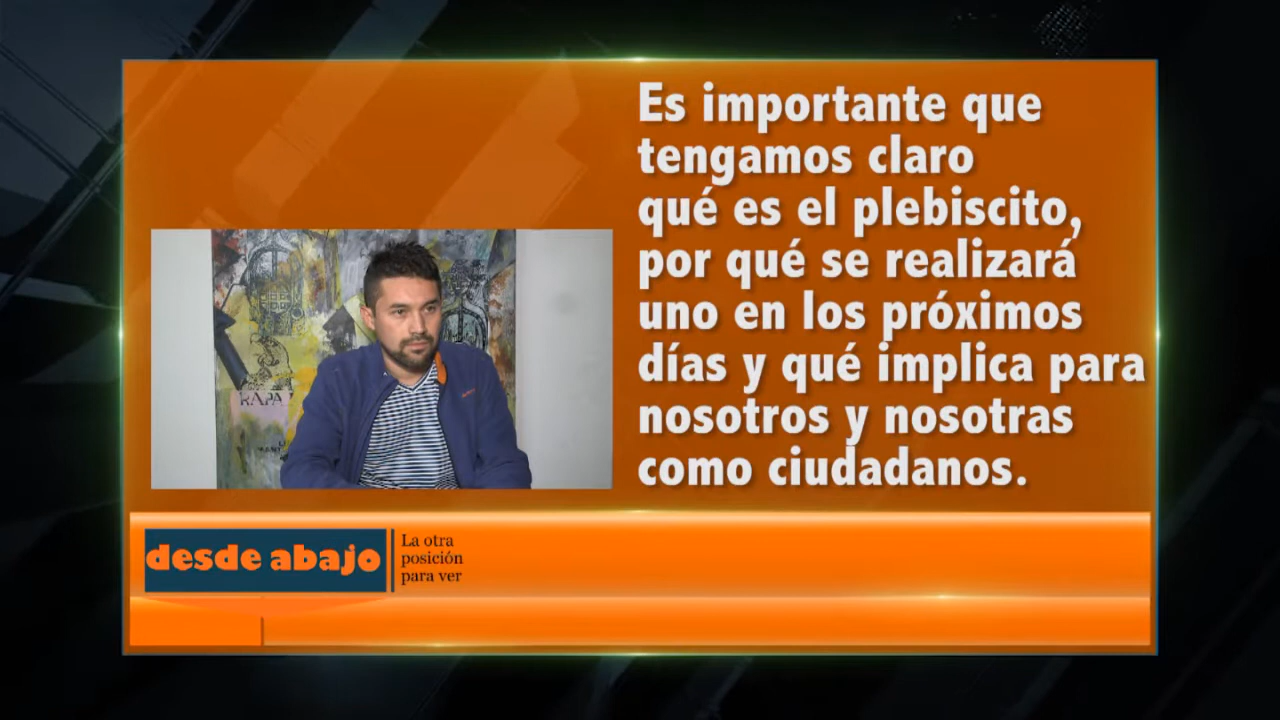 Es importante que
tengamos claro
qué es el plebiscito,
por qué se realizará
uno en los próximos
días y qué implica para
nosotros y nosotras
como ciudadanos.
RAPA
desde abajo
La otra
posición
para ver